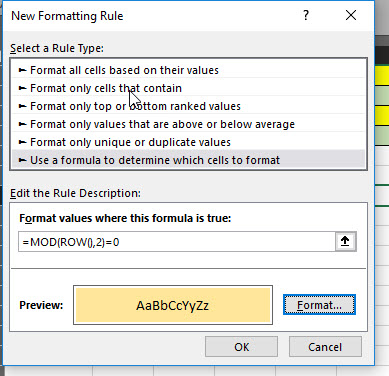 New Formatting Rule
? ×
Select a Rule Type:
► Format all cells based on their values
► Format only cells that contain
► Format only top or bottom ranked values
► Format only values that are above or below average
► Format only unique or duplicate values
► Use a formula to determine which cells to format
Edit the Rule Description:
Format values where this formula is true:
=MOD(ROW(),2)=0
Preview: AaBbCcYyZz Format...
OK Cancel